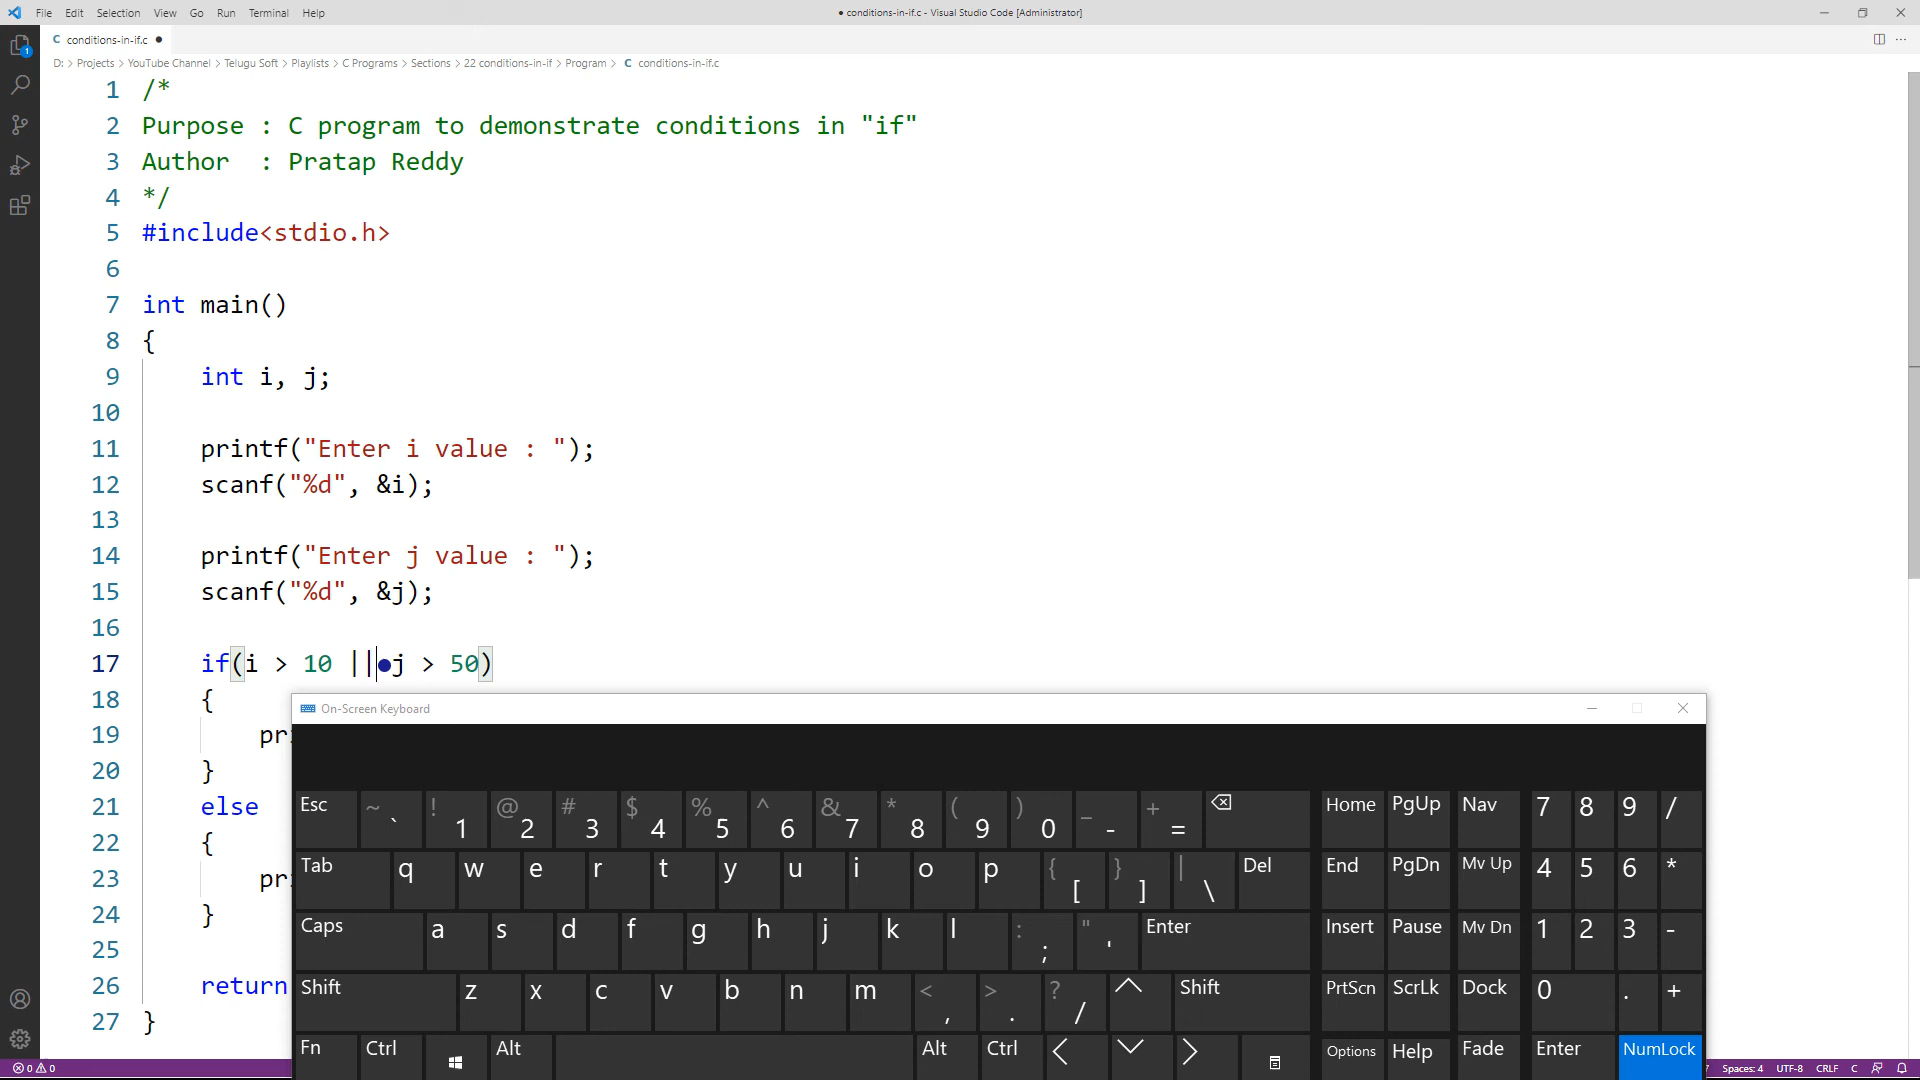 File Edit Selection View Go Run Terminal Help
● conditions-in-if.c - Visual Studio Code [Administrator]
1
C conditions-in-if.c ●
D: > Projects > YouTube Channel > Telugu Soft > Playlists > C Programs > Sections > 22 conditions-in-if > Program > C conditions-in-if.c
1 /*
2 Purpose : C program to demonstrate conditions in "if"
3 Author  : Pratap Reddy
4 */
5 #include<stdio.h>
6
7 int main()
8 {
9     int i, j;
10
11     printf("Enter i value : ");
12     scanf("%d", &i);
13
14     printf("Enter j value : ");
15     scanf("%d", &j);
16
17     if(i > 10 || j > 50)
18     {
19         pri
20     }
21     else
22     {
23         pri
24     }
25
26     return
27 }
On-Screen Keyboard
Esc ~ ` ! 1 @ 2 # 3 $ 4 % 5 ^ 6 & 7 * 8 ( 9 ) 0 _ - + = Home PgUp Nav 7 8 9 /
Tab q w e r t y u i o p { [ } ] | \ Del End PgDn Mv Up 4 5 6 *
Caps a s d f g h j k l : ; " ' Enter Insert Pause Mv Dn 1 2 3 -
Shift z x c v b n m < , > . ? / Shift PrtScn ScrLk Dock 0 . +
Fn Ctrl Alt Alt Ctrl Options Help Fade Enter NumLock
0 0
Spaces: 4 UTF-8 CRLF C